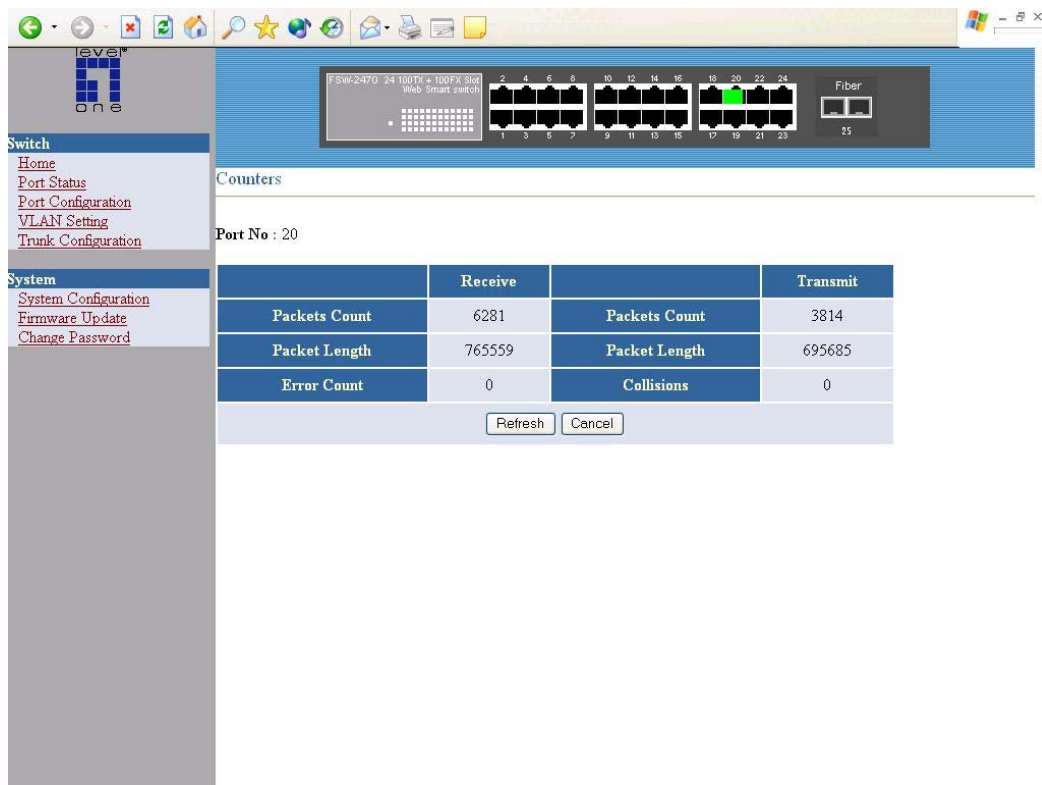 level®
one
FSW-2470 24 100TX + 100FX Slot
Web Smart switch
2 4 6 8 10 12 14 16 18 20 22 24
1 3 5 7 9 11 13 15 17 19 21 23
Fiber
25
Switch
Home
Port Status
Port Configuration
VLAN Setting
Trunk Configuration
System
System Configuration
Firmware Update
Change Password
Counters
Port No : 20
Receive Transmit
Packets Count 6281 Packets Count 3814
Packet Length 765559 Packet Length 695685
Error Count 0 Collisions 0
Refresh Cancel